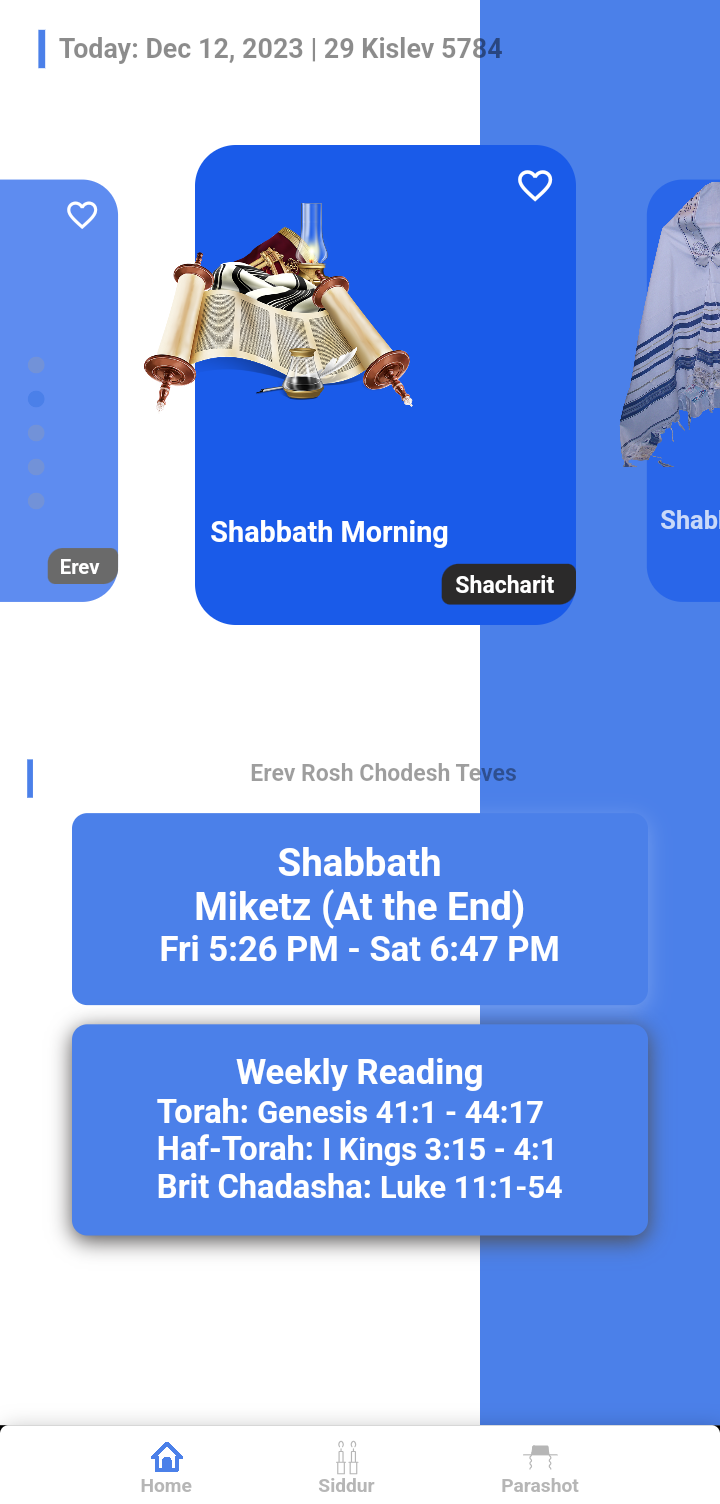 Today: Dec 12, 2023 | 29 Kislev 5784
Shabbath Morning
Shab
Erev
Shacharit
Erev Rosh Chodesh Teves
Shabbath
Miketz (At the End)
Fri 5:26 PM - Sat 6:47 PM
Weekly Reading
Torah: Genesis 41:1 - 44:17
Haf-Torah: I Kings 3:15 - 4:1
Brit Chadasha: Luke 11:1-54
Home
Siddur
Parashot